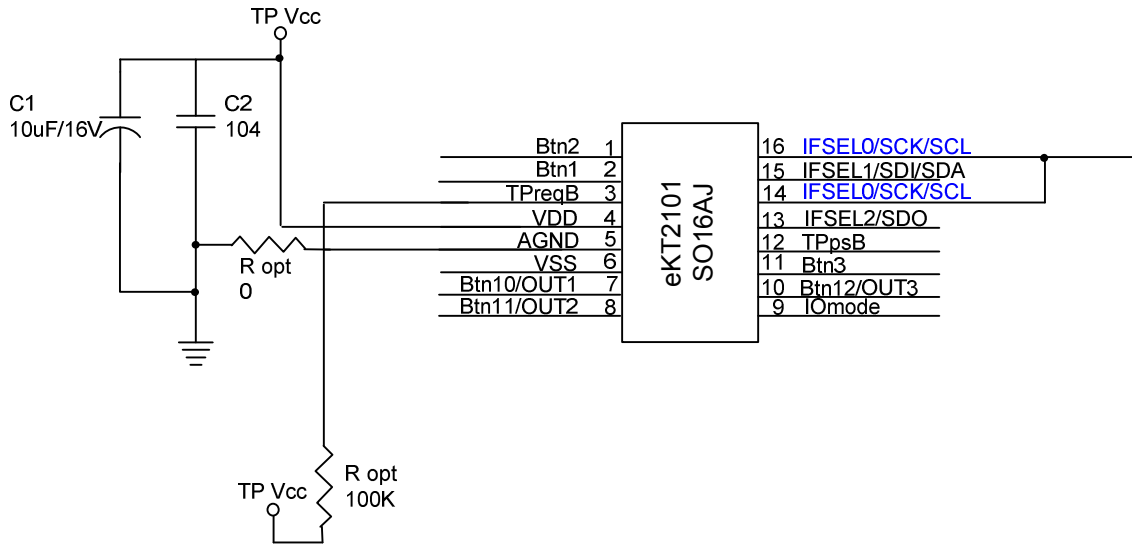 TP Vcc
C1
10uF/16V
C2
104
Btn2 1
Btn1 2
TPreqB 3
VDD 4
AGND 5
VSS 6
Btn10/OUT1 7
Btn11/OUT2 8
eKT2101
SO16AJ
16 IFSEL0/SCK/SCL
15 IFSEL1/SDI/SDA
14 IFSEL0/SCK/SCL
13 IFSEL2/SDO
12 TPpsB
11 Btn3
10 Btn12/OUT3
9 IOmode
R opt
0
R opt
100K
TP Vcc